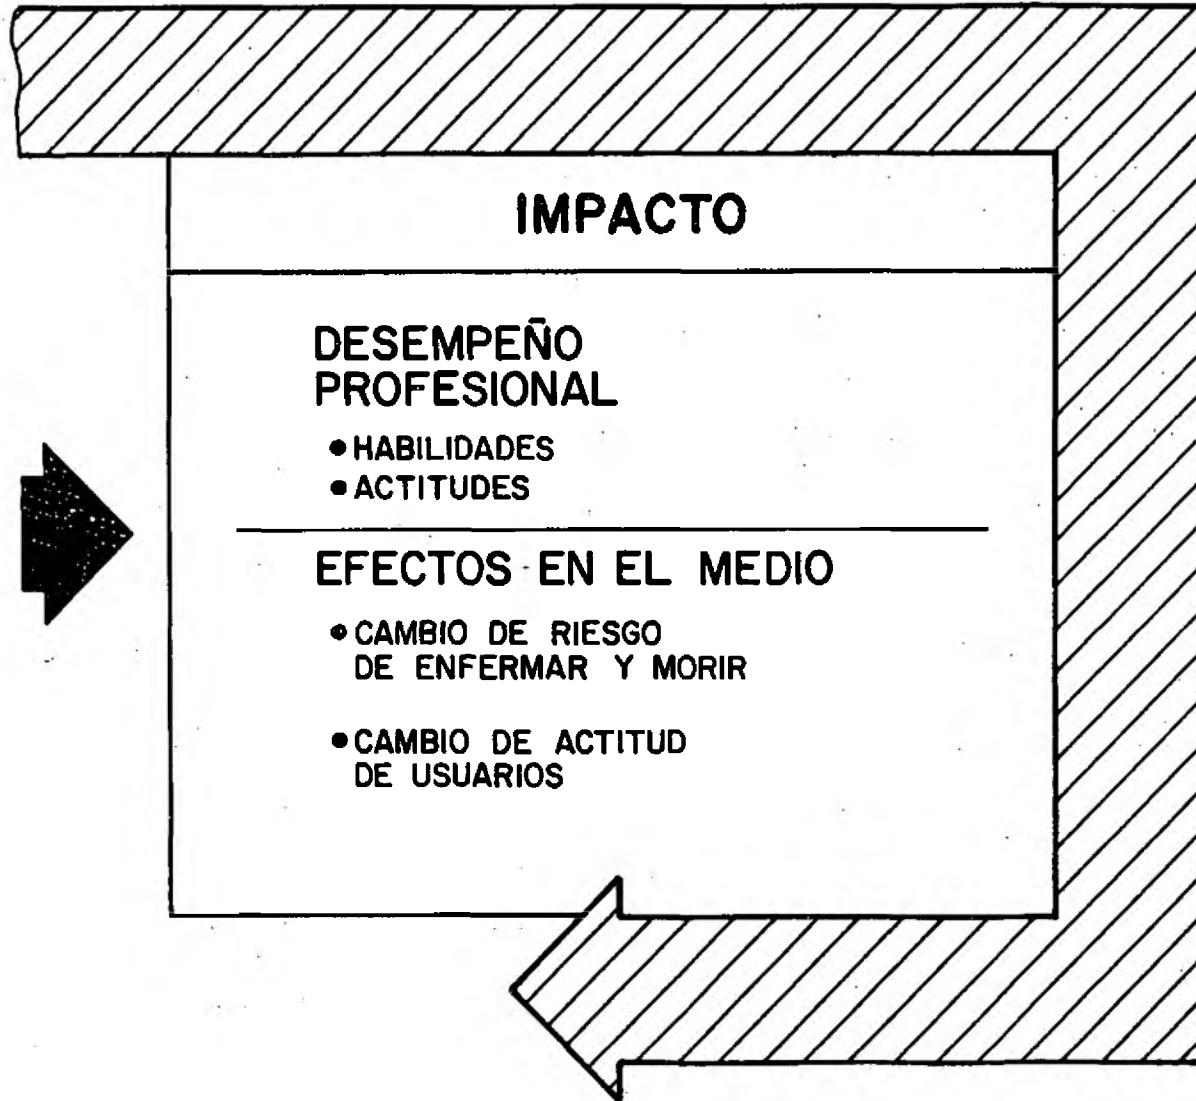 IMPACTO
DESEMPEÑO
PROFESIONAL
• HABILIDADES
• ACTITUDES
EFECTOS EN EL MEDIO
• CAMBIO DE RIESGO
DE ENFERMAR Y MORIR
• CAMBIO DE ACTITUD
DE USUARIOS